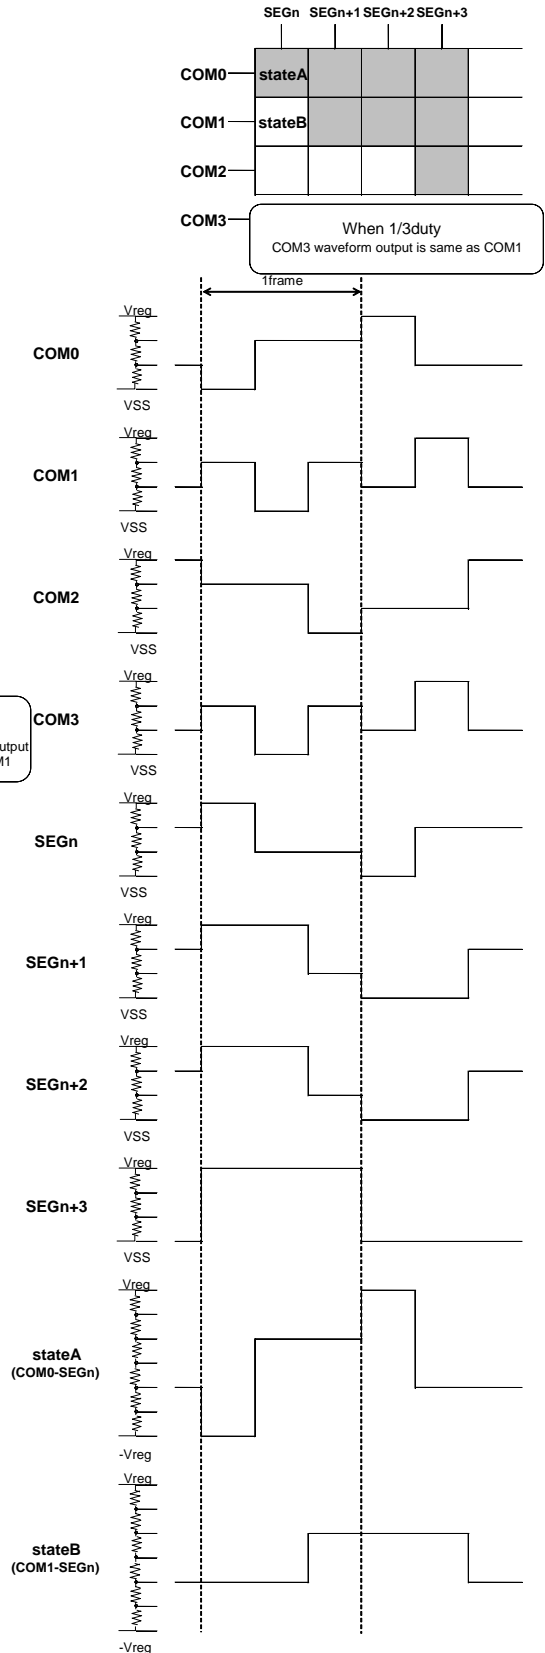 SEGn SEGn+1 SEGn+2 SEGn+3
COM0 stateA
COM1 stateB
COM2
COM3
When 1/3duty
COM3 waveform output is same as COM1
1frame
Vreg
COM0
VSS
Vreg
COM1
VSS
Vreg
COM2
VSS
Vreg
COM3
utput
M1
VSS
Vreg
SEGn
VSS
Vreg
SEGn+1
VSS
Vreg
SEGn+2
VSS
Vreg
SEGn+3
VSS
Vreg
stateA
(COM0-SEGn)
-Vreg
Vreg
stateB
(COM1-SEGn)
-Vreg